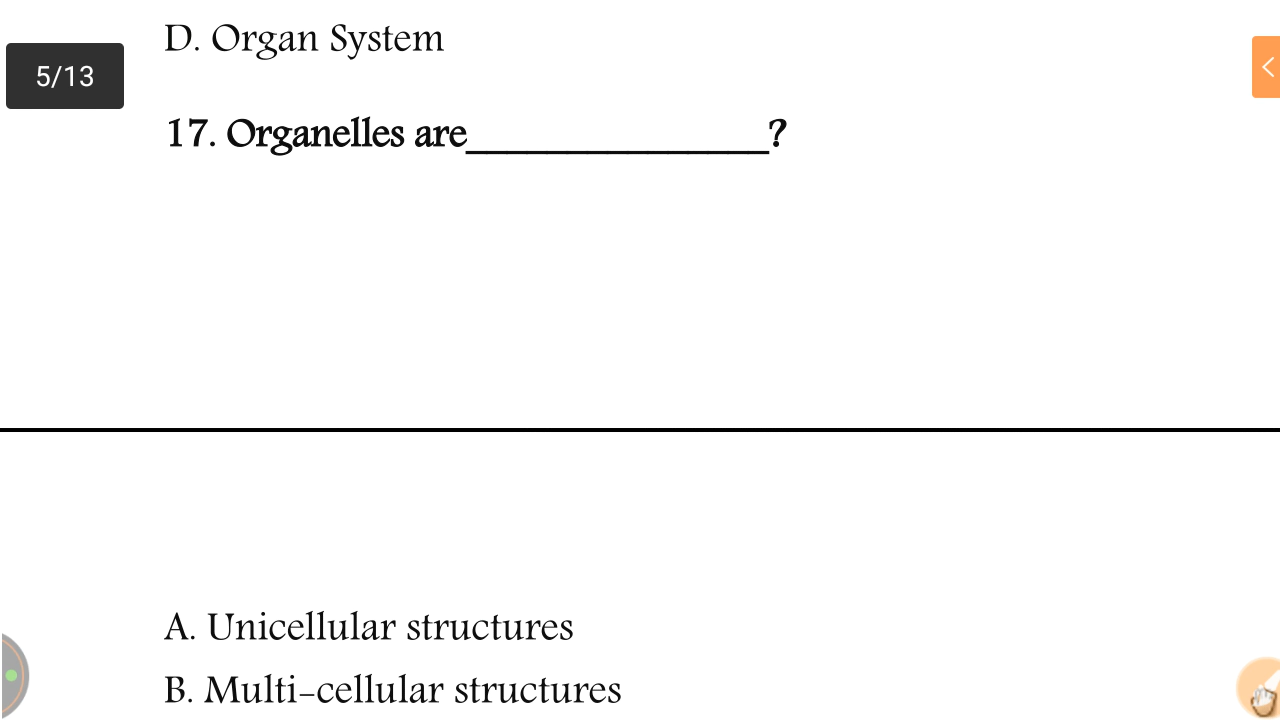 D. Organ System
5/13
17. Organelles are_______________?
A. Unicellular structures
B. Multi-cellular structures